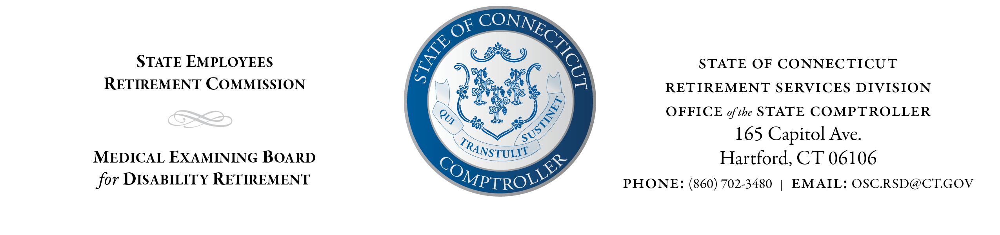 STATE EMPLOYEES
RETIREMENT COMMISSION
MEDICAL EXAMINING BOARD
for DISABILITY RETIREMENT
STATE OF CONNECTICUT
QUI
TRANSTULIT
SUSTINET
COMPTROLLER
STATE OF CONNECTICUT
RETIREMENT SERVICES DIVISION
OFFICE of the STATE COMPTROLLER
165 Capitol Ave.
Hartford, CT 06106
PHONE: (860) 702-3480 | EMAIL: OSC.RSD@CT.GOV